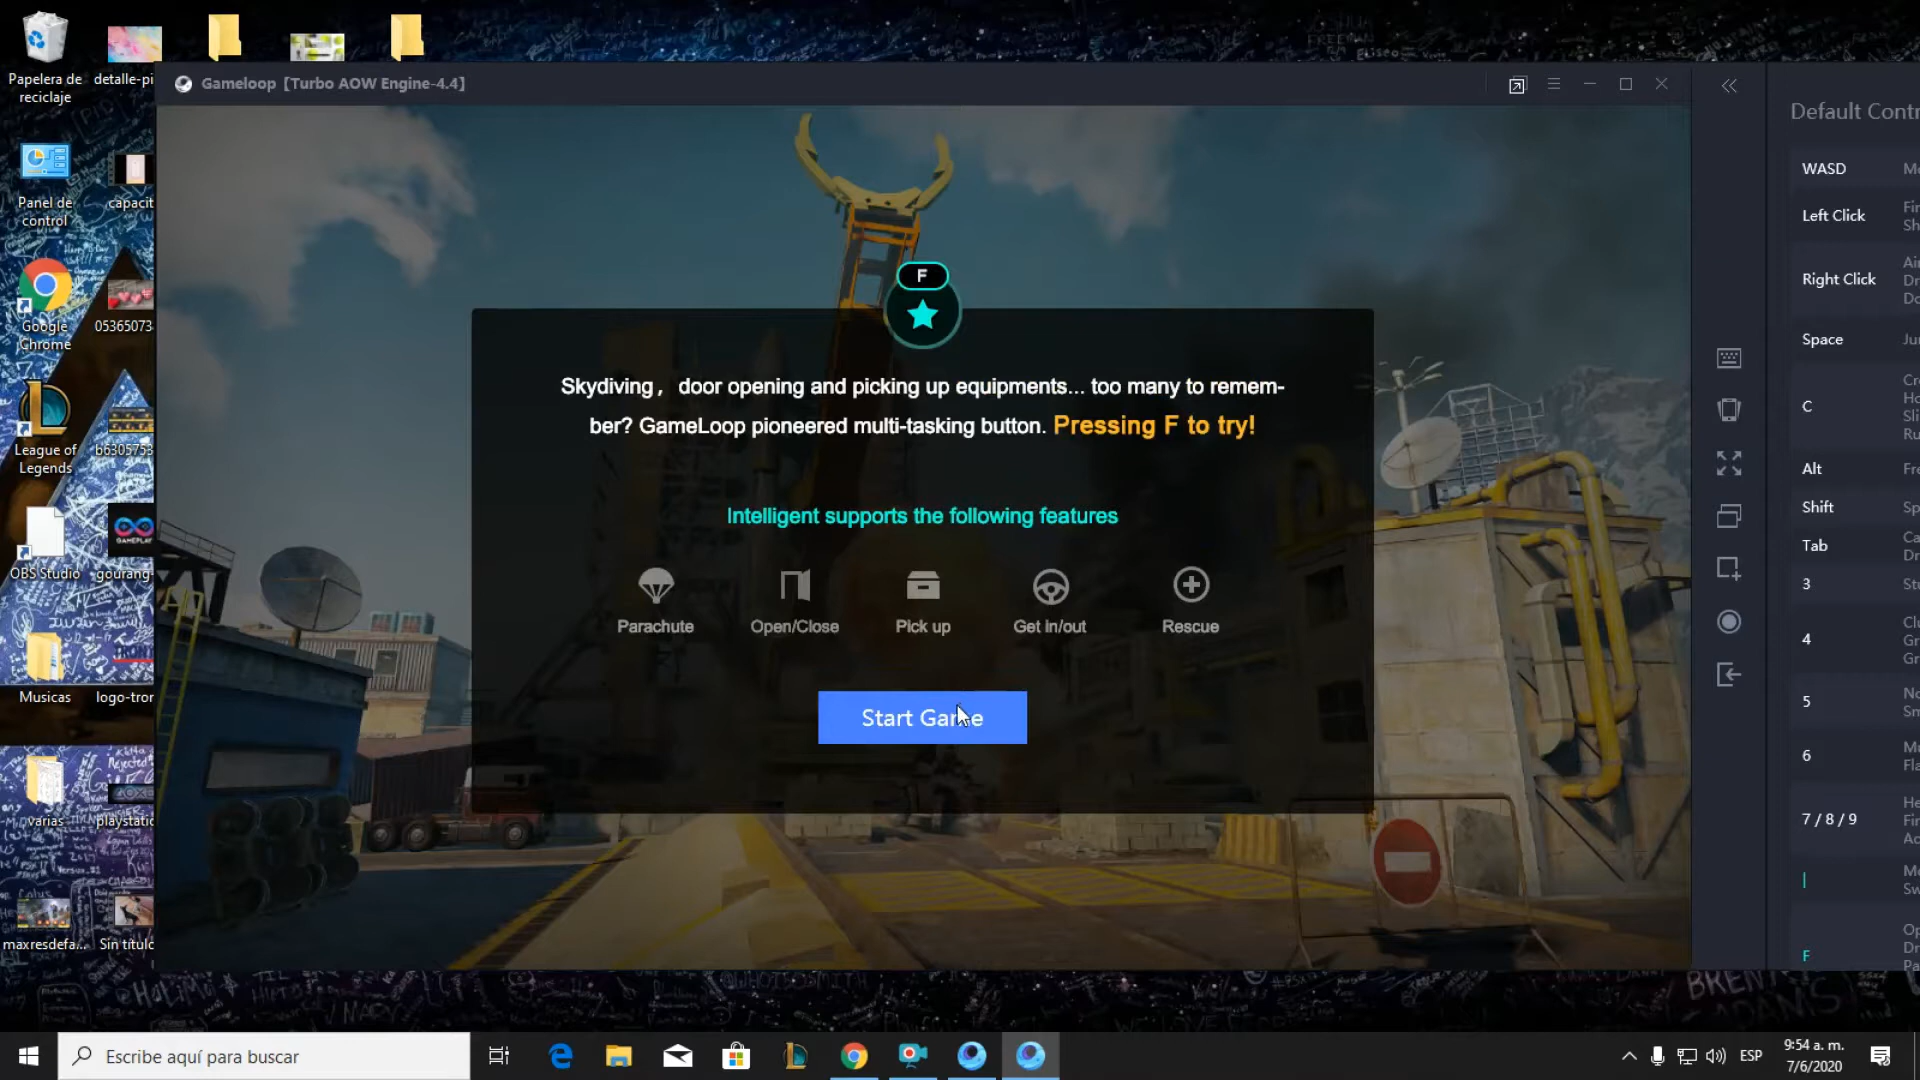 Papelera de
reciclaje
detalle-pi
Panel de
control
capacit
Google
Chrome
05365073
League of
Legends
b6305753
OBS Studio
gourang-
GAMEPLAY
Musicas
logo-tror
varias
playstatic
maxresdefa...
Sin título
Gameloop [Turbo AOW Engine-4.4]
F
Skydiving，door opening and picking up equipments... too many to remem-
ber? GameLoop pioneered multi-tasking button. Pressing F to try!
Intelligent supports the following features
Parachute
Open/Close
Pick up
Get in/out
Rescue
Start Game
Default Contr
WASD
Left Click
Right Click
Space
C
Alt
Shift
Tab
3
4
5
6
7 / 8 / 9
F
Escribe aquí para buscar
ESP
9:54 a. m.
7/6/2020